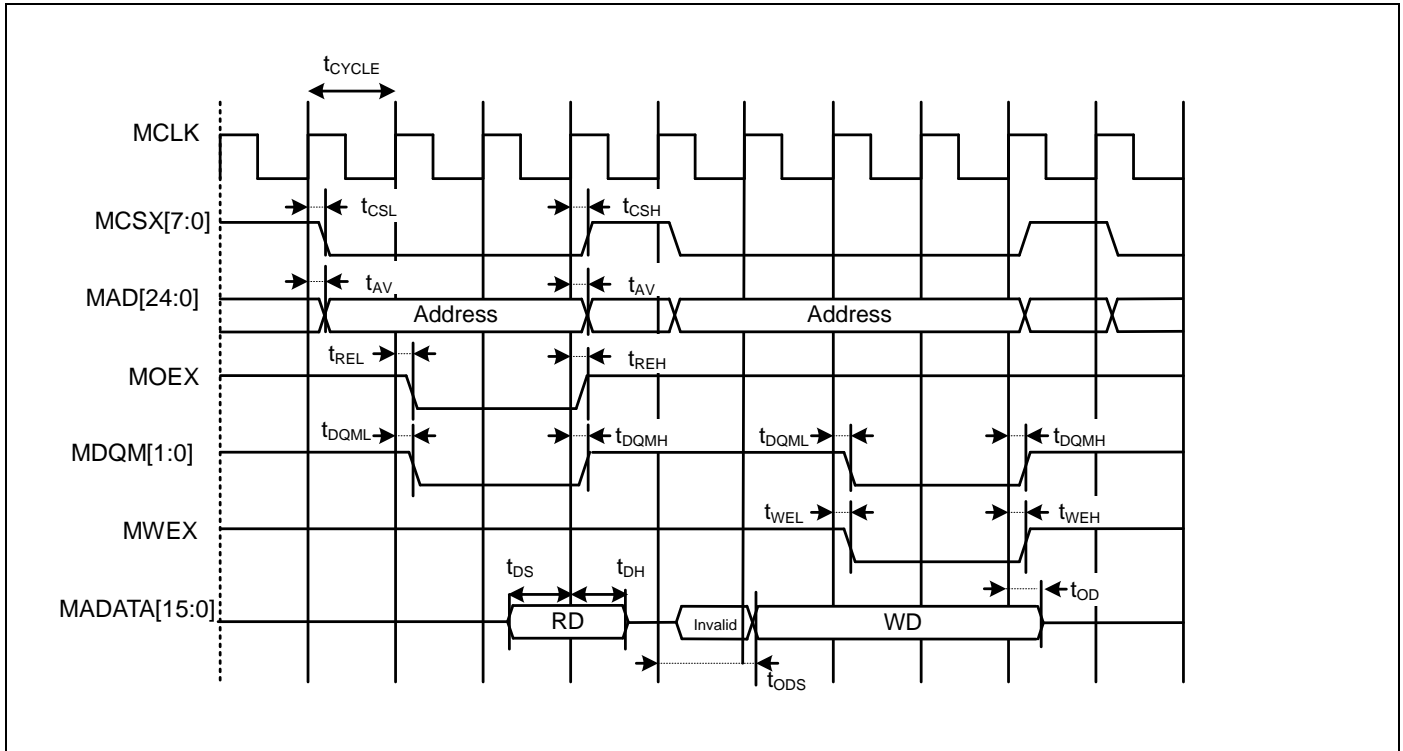 tCYCLE
MCLK
MCSX[7:0]
tCSL
tCSH
MAD[24:0]
tAV
tAV
Address
Address
MOEX
tREL
tREH
MDQM[1:0]
tDQML
tDQMH
tDQML
tDQMH
MWEX
tWEL
tWEH
MADATA[15:0]
tDS
tDH
tOD
RD
Invalid
WD
tODS